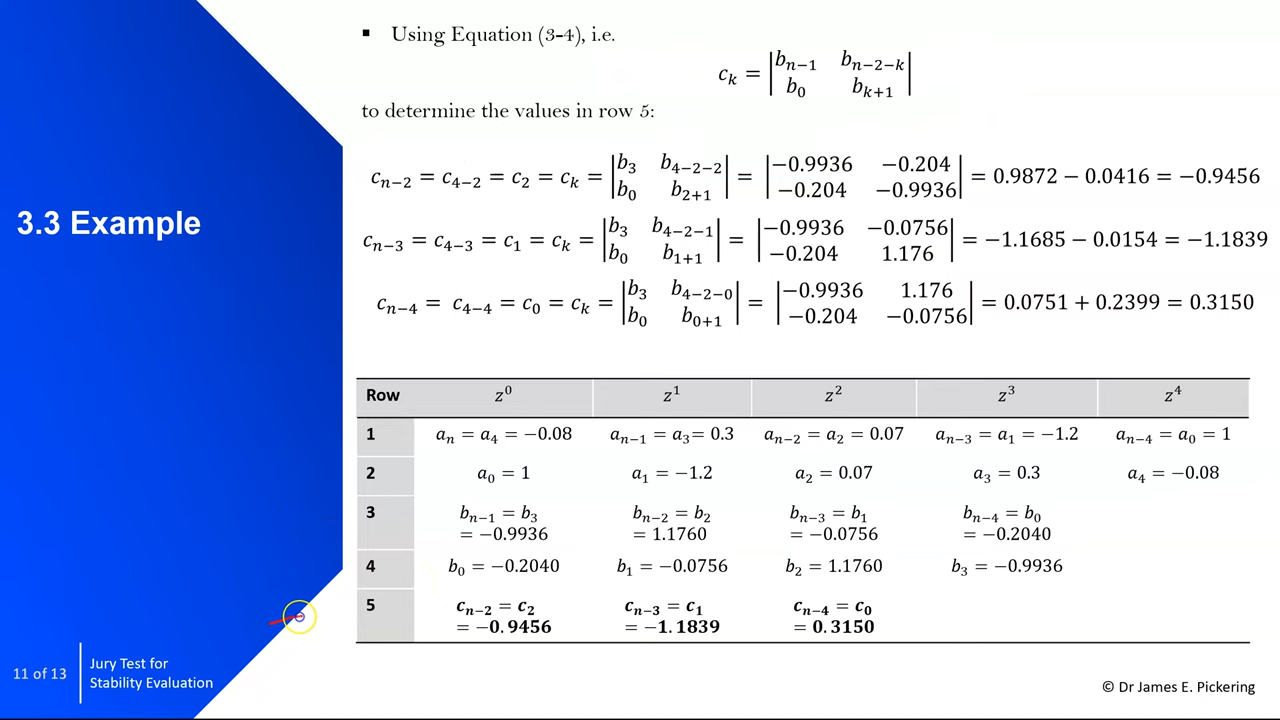 ▪ Using Equation (3-4), i.e.
c_k = |b_{n−1} b_{n−2−k}; b_0 b_{k+1}|
to determine the values in row 5:
c_{n−2} = c_{4−2} = c_2 = c_k = |b_3 b_{4−2−2}; b_0 b_{2+1}| = |−0.9936 −0.204; −0.204 −0.9936| = 0.9872 − 0.0416 = −0.9456
c_{n−3} = c_{4−3} = c_1 = c_k = |b_3 b_{4−2−1}; b_0 b_{1+1}| = |−0.9936 −0.0756; −0.204 1.176| = −1.1685 − 0.0154 = −1.1839
c_{n−4} = c_{4−4} = c_0 = c_k = |b_3 b_{4−2−0}; b_0 b_{0+1}| = |−0.9936 1.176; −0.204 −0.0756| = 0.0751 + 0.2399 = 0.3150
3.3 Example
Row z^0 z^1 z^2 z^3 z^4
1 a_n = a_4 = −0.08 a_{n−1} = a_3 = 0.3 a_{n−2} = a_2 = 0.07 a_{n−3} = a_1 = −1.2 a_{n−4} = a_0 = 1
2 a_0 = 1 a_1 = −1.2 a_2 = 0.07 a_3 = 0.3 a_4 = −0.08
3 b_{n−1} = b_3 b_{n−2} = b_2 b_{n−3} = b_1 b_{n−4} = b_0
= −0.9936 = 1.1760 = −0.0756 = −0.2040
4 b_0 = −0.2040 b_1 = −0.0756 b_2 = 1.1760 b_3 = −0.9936
5 c_{n−2} = c_2 c_{n−3} = c_1 c_{n−4} = c_0
= −0.9456 = −1.1839 = 0.3150
11 of 13
Jury Test for
Stability Evaluation
© Dr James E. Pickering